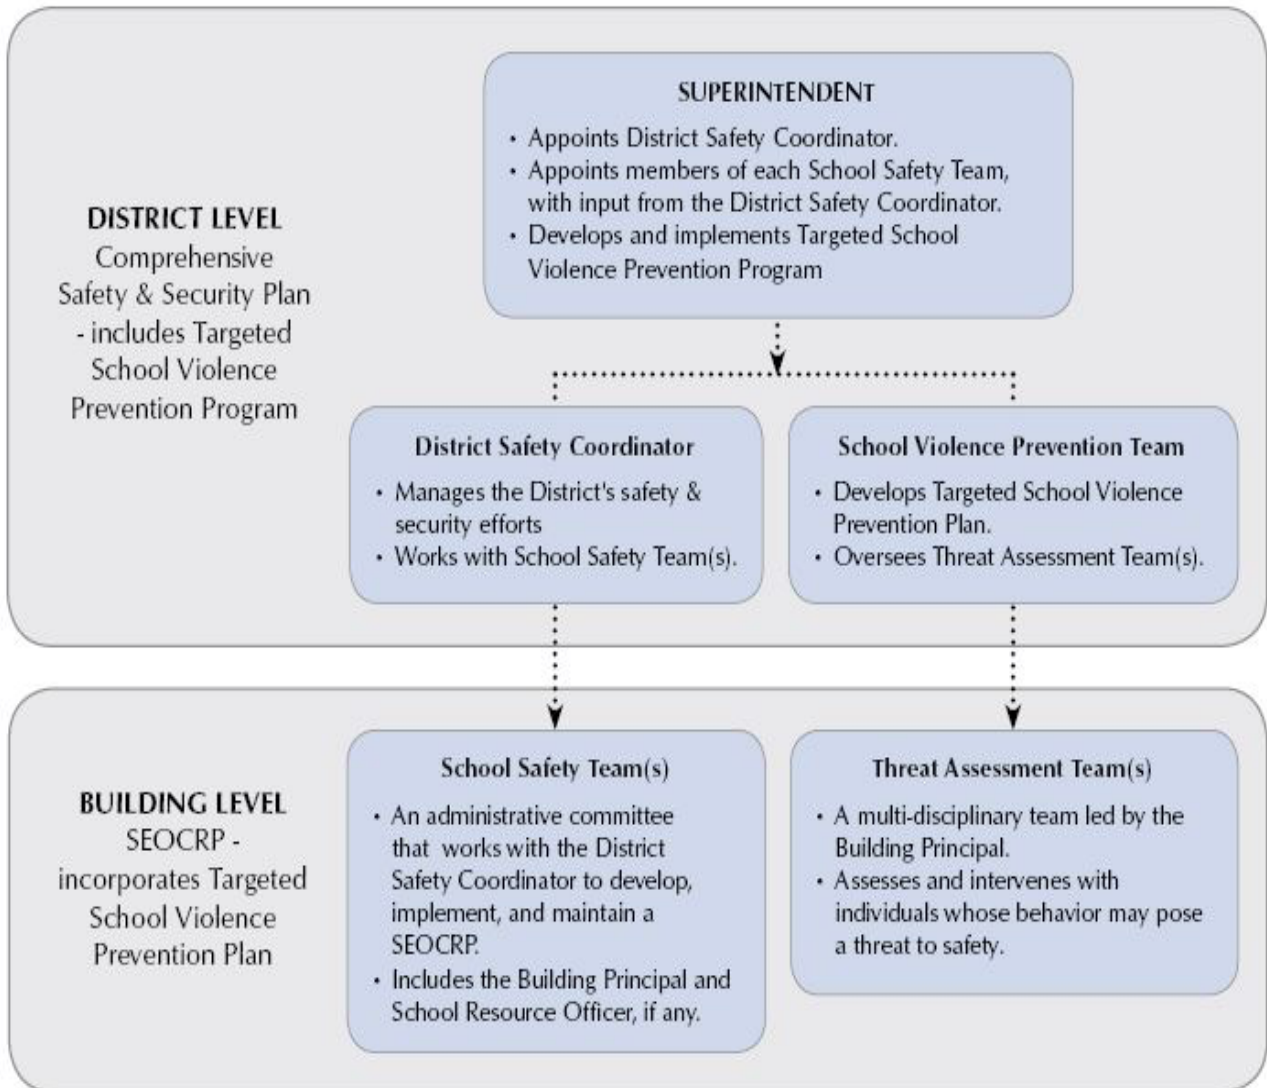 SUPERINTENDENT
• Appoints District Safety Coordinator.
• Appoints members of each School Safety Team,
with input from the District Safety Coordinator.
• Develops and implements Targeted School
Violence Prevention Program
DISTRICT LEVEL
Comprehensive
Safety & Security Plan
- includes Targeted
School Violence
Prevention Program
District Safety Coordinator
• Manages the District's safety &
security efforts
• Works with School Safety Team(s).
School Violence Prevention Team
• Develops Targeted School Violence
Prevention Plan.
• Oversees Threat Assessment Team(s).
BUILDING LEVEL
SEOCRP -
incorporates Targeted
School Violence
Prevention Plan
School Safety Team(s)
• An administrative committee
that works with the District
Safety Coordinator to develop,
implement, and maintain a
SEOCRP.
• Includes the Building Principal and
School Resource Officer, if any.
Threat Assessment Team(s)
• A multi-disciplinary team led by the
Building Principal.
• Assesses and intervenes with
individuals whose behavior may pose
a threat to safety.